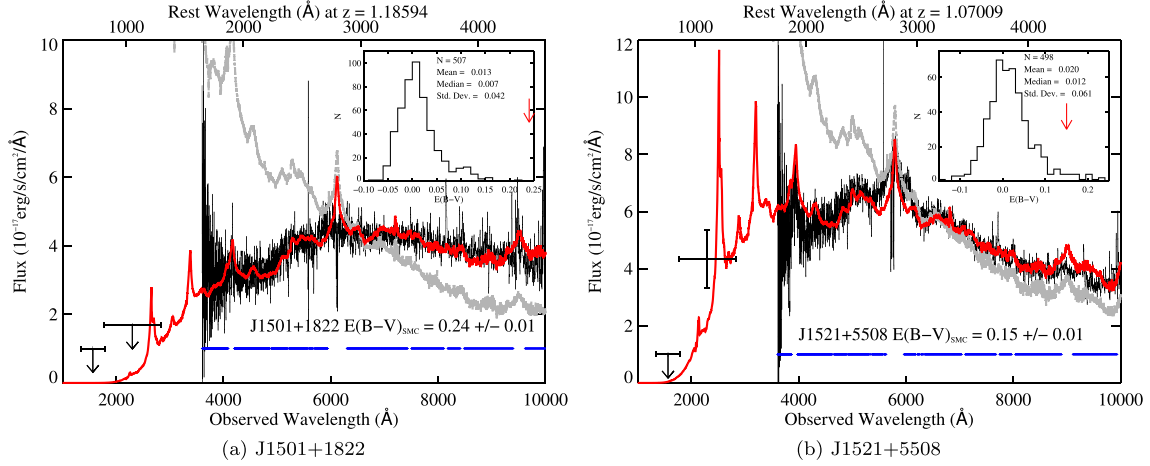 Rest Wavelength (Å) at z = 1.18594
1000 2000 3000 4000
10
8
6
4
2
0
Flux (10⁻¹⁷erg/s/cm²/Å)
100
80
60
40
20
0
N
N = 507
Mean = 0.013
Median = 0.007
Std. Dev. = 0.042
-0.10 -0.05 0.00 0.05 0.10 0.15 0.20 0.25
E(B−V)
J1501+1822 E(B−V)SMC = 0.24 +/− 0.01
2000 4000 6000 8000 10000
Observed Wavelength (Å)
(a) J1501+1822
Rest Wavelength (Å) at z = 1.07009
1000 2000 3000 4000
12
10
8
6
4
2
0
Flux (10⁻¹⁷erg/s/cm²/Å)
60
40
20
0
N
N = 498
Mean = 0.020
Median = 0.012
Std. Dev. = 0.061
-0.1 0.0 0.1 0.2
E(B−V)
J1521+5508 E(B−V)SMC = 0.15 +/− 0.01
2000 4000 6000 8000 10000
Observed Wavelength (Å)
(b) J1521+5508